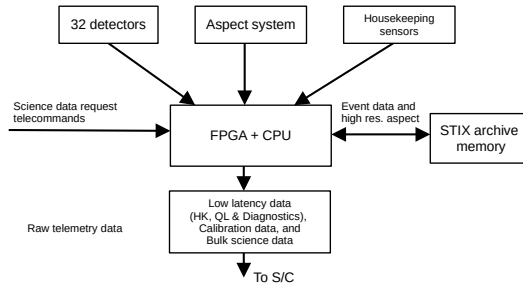 32 detectors
Aspect system
Housekeeping
sensors
Science data request
telecommands
FPGA + CPU
Event data and
high res. aspect
STIX archive
memory
Low latency data
(HK, QL & Diagnostics),
Calibration data, and
Bulk science data
Raw telemetry data
To S/C